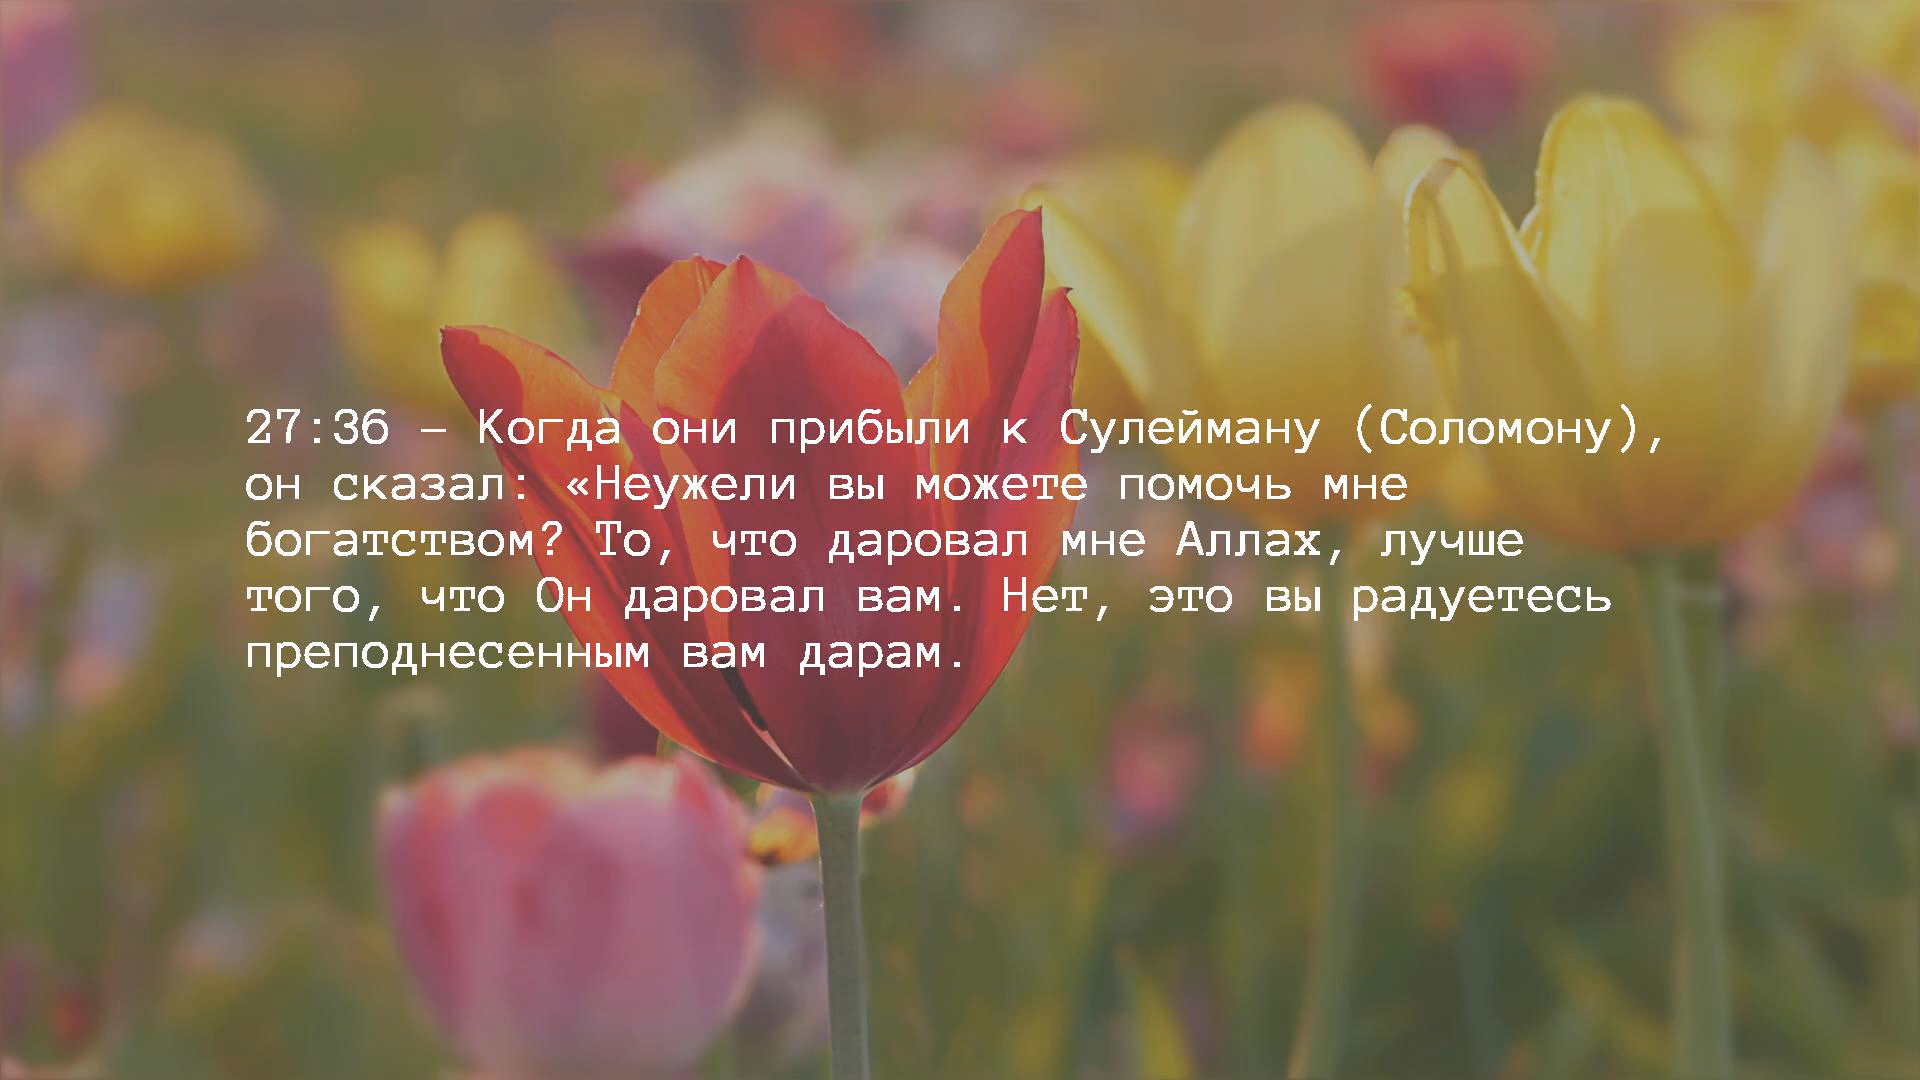 27:36 – Когда они прибыли к Сулейману (Соломону),
он сказал: «Неужели вы можете помочь мне
богатством? То, что даровал мне Аллах, лучше
того, что Он даровал вам. Нет, это вы радуетесь
преподнесенным вам дарам.